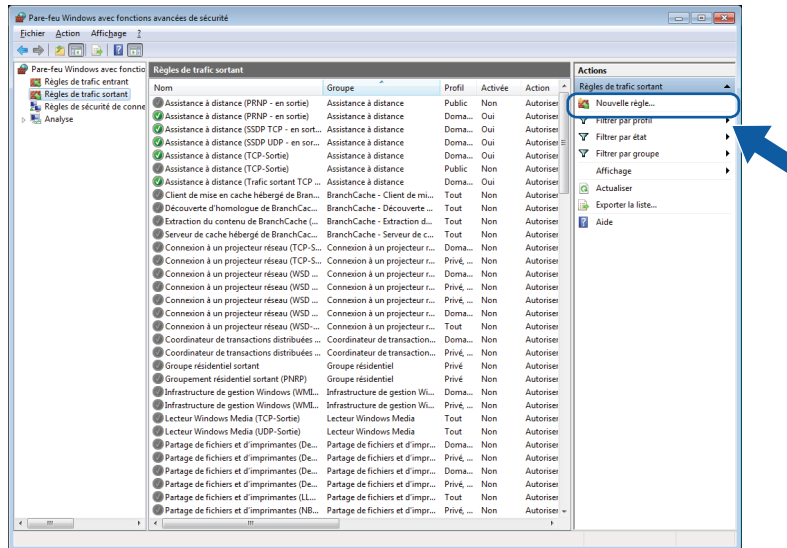 Pare-feu Windows avec fonctions avancées de sécurité
Fichier Action Affichage ?
Pare-feu Windows avec fonctio
Règles de trafic entrant
Règles de trafic sortant
Règles de sécurité de conne
Analyse
Règles de trafic sortant
Nom Groupe Profil Activée Action
Assistance à distance (PRNP - en sortie) Assistance à distance Public Non Autoriser
Assistance à distance (PRNP - en sortie) Assistance à distance Doma... Oui Autoriser
Assistance à distance (SSDP TCP - en sort... Assistance à distance Doma... Oui Autoriser
Assistance à distance (SSDP UDP - en sor... Assistance à distance Doma... Oui Autoriser
Assistance à distance (TCP-Sortie) Assistance à distance Doma... Oui Autoriser
Assistance à distance (TCP-Sortie) Assistance à distance Public Non Autoriser
Assistance à distance (Trafic sortant TCP ... Assistance à distance Doma... Oui Autoriser
Client de mise en cache hébergé de Bran... BranchCache - Client de mi... Tout Non Autoriser
Découverte d'homologue de BranchCac... BranchCache - Découverte ... Tout Non Autoriser
Extraction du contenu de BranchCache (... BranchCache - Extraction d... Tout Non Autoriser
Serveur de cache hébergé de BranchCac... BranchCache - Serveur de c... Tout Non Autoriser
Connexion à un projecteur réseau (TCP-S... Connexion à un projecteur r... Doma... Non Autoriser
Connexion à un projecteur réseau (TCP-S... Connexion à un projecteur r... Privé, ... Non Autoriser
Connexion à un projecteur réseau (WSD ... Connexion à un projecteur r... Doma... Non Autoriser
Connexion à un projecteur réseau (WSD ... Connexion à un projecteur r... Privé, ... Non Autoriser
Connexion à un projecteur réseau (WSD ... Connexion à un projecteur r... Privé, ... Non Autoriser
Connexion à un projecteur réseau (WSD ... Connexion à un projecteur r... Doma... Non Autoriser
Connexion à un projecteur réseau (WSD-... Connexion à un projecteur r... Tout Non Autoriser
Coordinateur de transactions distribuées ... Coordinateur de transaction... Doma... Non Autoriser
Coordinateur de transactions distribuées ... Coordinateur de transaction... Privé, ... Non Autoriser
Groupe résidentiel sortant Groupe résidentiel Privé Non Autoriser
Groupement résidentiel sortant (PNRP) Groupe résidentiel Privé Non Autoriser
Infrastructure de gestion Windows (WMI... Infrastructure de gestion Wi... Doma... Non Autoriser
Infrastructure de gestion Windows (WMI... Infrastructure de gestion Wi... Privé, ... Non Autoriser
Lecteur Windows Media (TCP-Sortie) Lecteur Windows Media Tout Non Autoriser
Lecteur Windows Media (UDP-Sortie) Lecteur Windows Media Tout Non Autoriser
Partage de fichiers et d'imprimantes (De... Partage de fichiers et d'impr... Doma... Non Autoriser
Partage de fichiers et d'imprimantes (De... Partage de fichiers et d'impr... Privé, ... Non Autoriser
Partage de fichiers et d'imprimantes (De... Partage de fichiers et d'impr... Doma... Non Autoriser
Partage de fichiers et d'imprimantes (De... Partage de fichiers et d'impr... Privé, ... Non Autoriser
Partage de fichiers et d'imprimantes (LL... Partage de fichiers et d'impr... Tout Non Autoriser
Partage de fichiers et d'imprimantes (NB... Partage de fichiers et d'impr... Privé, ... Non Autoriser
Actions
Règles de trafic sortant
Nouvelle règle...
Filtrer par profil
Filtrer par état
Filtrer par groupe
Affichage
Actualiser
Exporter la liste...
Aide